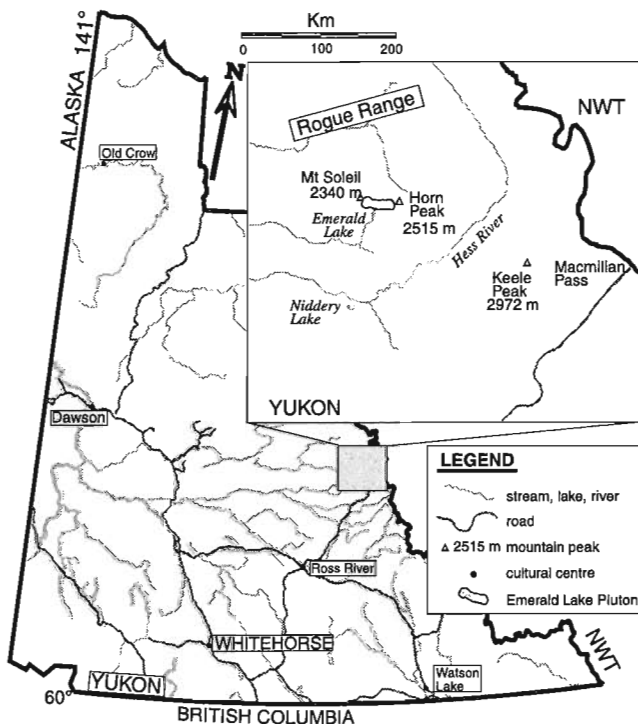 Km
0 100 200
ALASKA 141°
N
Old Crow
Rogue Range
NWT
Mt Soleil
2340 m
Emerald
Lake
Horn
Peak
2515 m
Hess River
Keele
Peak
2972 m
Macmillan
Pass
Niddery
Lake
YUKON
Dawson
LEGEND
stream, lake, river
road
2515 m mountain peak
cultural centre
Emerald Lake Pluton
Ross River
WHITEHORSE
Watson
Lake
NWT
YUKON
60°
BRITISH COLUMBIA